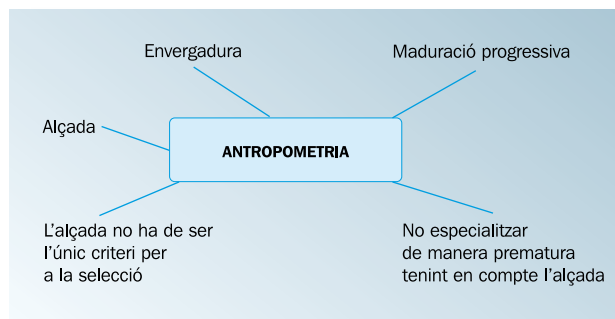 Envergadura
Maduració progressiva
Alçada
ANTROPOMETRIA
L’alçada no ha de ser
l’únic criteri per
a la selecció
No especialitzar
de manera prematura
tenint en compte l’alçada